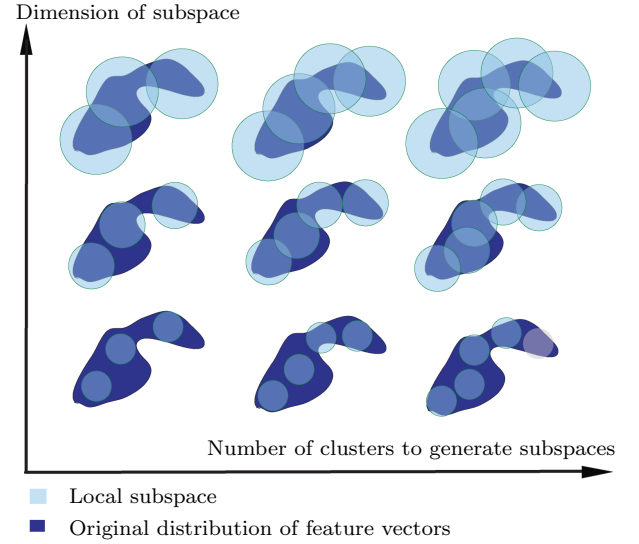 Dimension of subspace
Number of clusters to generate subspaces
Local subspace
Original distribution of feature vectors